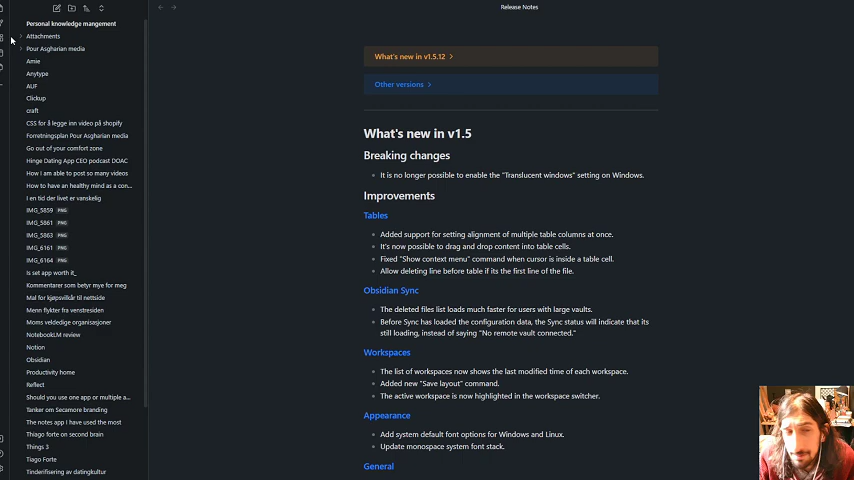 Release Notes
Personal knowledge mangement
Attachments
Pour Asgharian media
Amie
Anytype
AUF
Clickup
craft
CSS for å legge inn video på shopify
Forretningsplan Pour Asgharian media
Go out of your comfort zone
Hinge Dating App CEO podcast DOAC
How I am able to post so many videos
How to have an healthy mind as a con...
I en tid der livet er vanskelig
IMG_5859 PNG
IMG_5861 PNG
IMG_5863 PNG
IMG_6161 PNG
IMG_6164 PNG
Is set app worth it_
Kommentarer som betyr mye for meg
Mal for kjøpsvilkår til nettside
Menn flykter fra venstresiden
Moms veldedige organisasjoner
NotebookLM review
Notion
Obsidian
Productivity home
Reflect
Should you use one app or multiple a...
Tanker om Secamore branding
The notes app I have used the most
Thiago forte on second brain
Things 3
Tiago Forte
Tinderifisering av datingkultur
What's new in v1.5.12 >
Other versions >
What's new in v1.5
Breaking changes
• It is no longer possible to enable the "Translucent windows" setting on Windows.
Improvements
Tables
• Added support for setting alignment of multiple table columns at once.
• It's now possible to drag and drop content into table cells.
• Fixed "Show context menu" command when cursor is inside a table cell.
• Allow deleting line before table if its the first line of the file.
Obsidian Sync
• The deleted files list loads much faster for users with large vaults.
• Before Sync has loaded the configuration data, the Sync status will indicate that its
still loading, instead of saying "No remote vault connected."
Workspaces
• The list of workspaces now shows the last modified time of each workspace.
• Added new "Save layout" command.
• The active workspace is now highlighted in the workspace switcher.
Appearance
• Add system default font options for Windows and Linux.
• Update monospace system font stack.
General